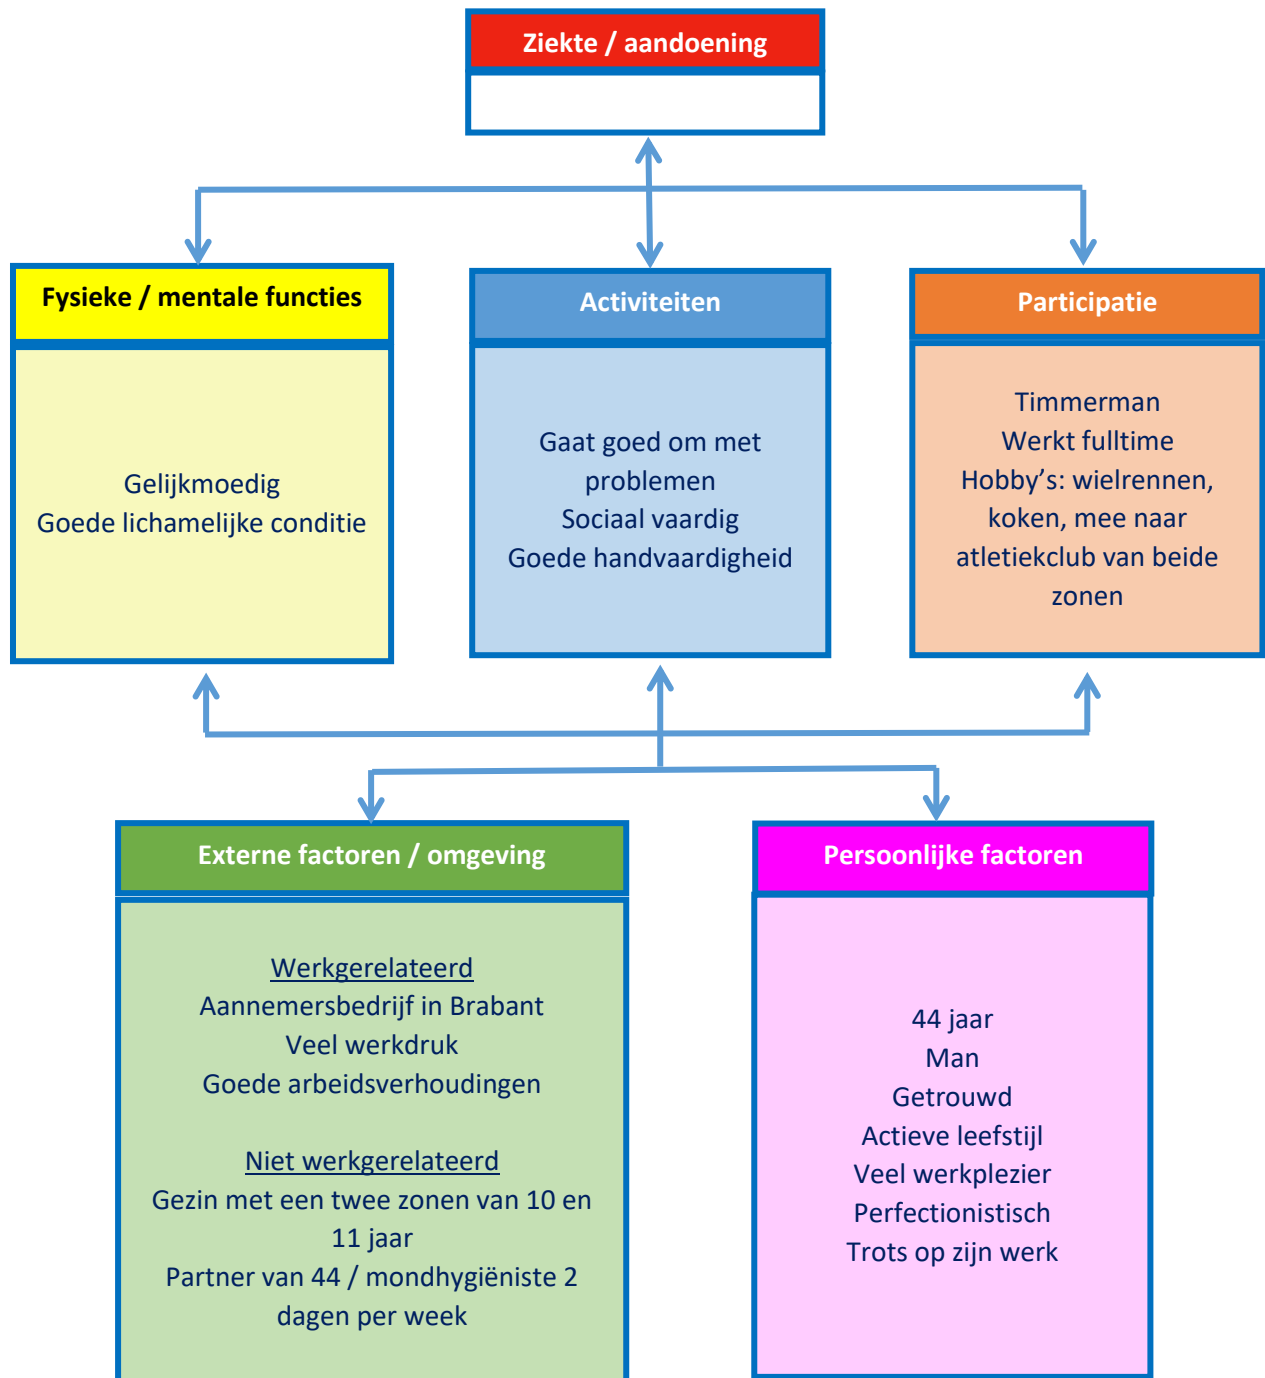 Ziekte / aandoening
Fysieke / mentale functies
Gelijkmoedig
Goede lichamelijke conditie
Activiteiten
Gaat goed om met
problemen
Sociaal vaardig
Goede handvaardigheid
Participatie
Timmerman
Werkt fulltime
Hobby’s: wielrennen,
koken, mee naar
atletiekclub van beide
zonen
Externe factoren / omgeving
Werkgerelateerd
Aannemersbedrijf in Brabant
Veel werkdruk
Goede arbeidsverhoudingen
Niet werkgerelateerd
Gezin met een twee zonen van 10 en
11 jaar
Partner van 44 / mondhygiëniste 2
dagen per week
Persoonlijke factoren
44 jaar
Man
Getrouwd
Actieve leefstijl
Veel werkplezier
Perfectionistisch
Trots op zijn werk